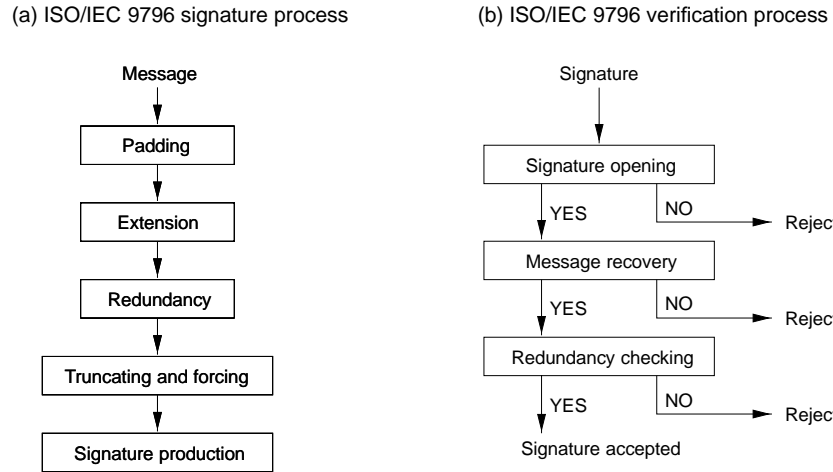 (a) ISO/IEC 9796 signature process
Message
Padding
Extension
Redundancy
Truncating and forcing
Signature production
(b) ISO/IEC 9796 verification process
Signature
Signature opening
YES
NO
Reject
Message recovery
YES
NO
Reject
Redundancy checking
YES
NO
Reject
Signature accepted